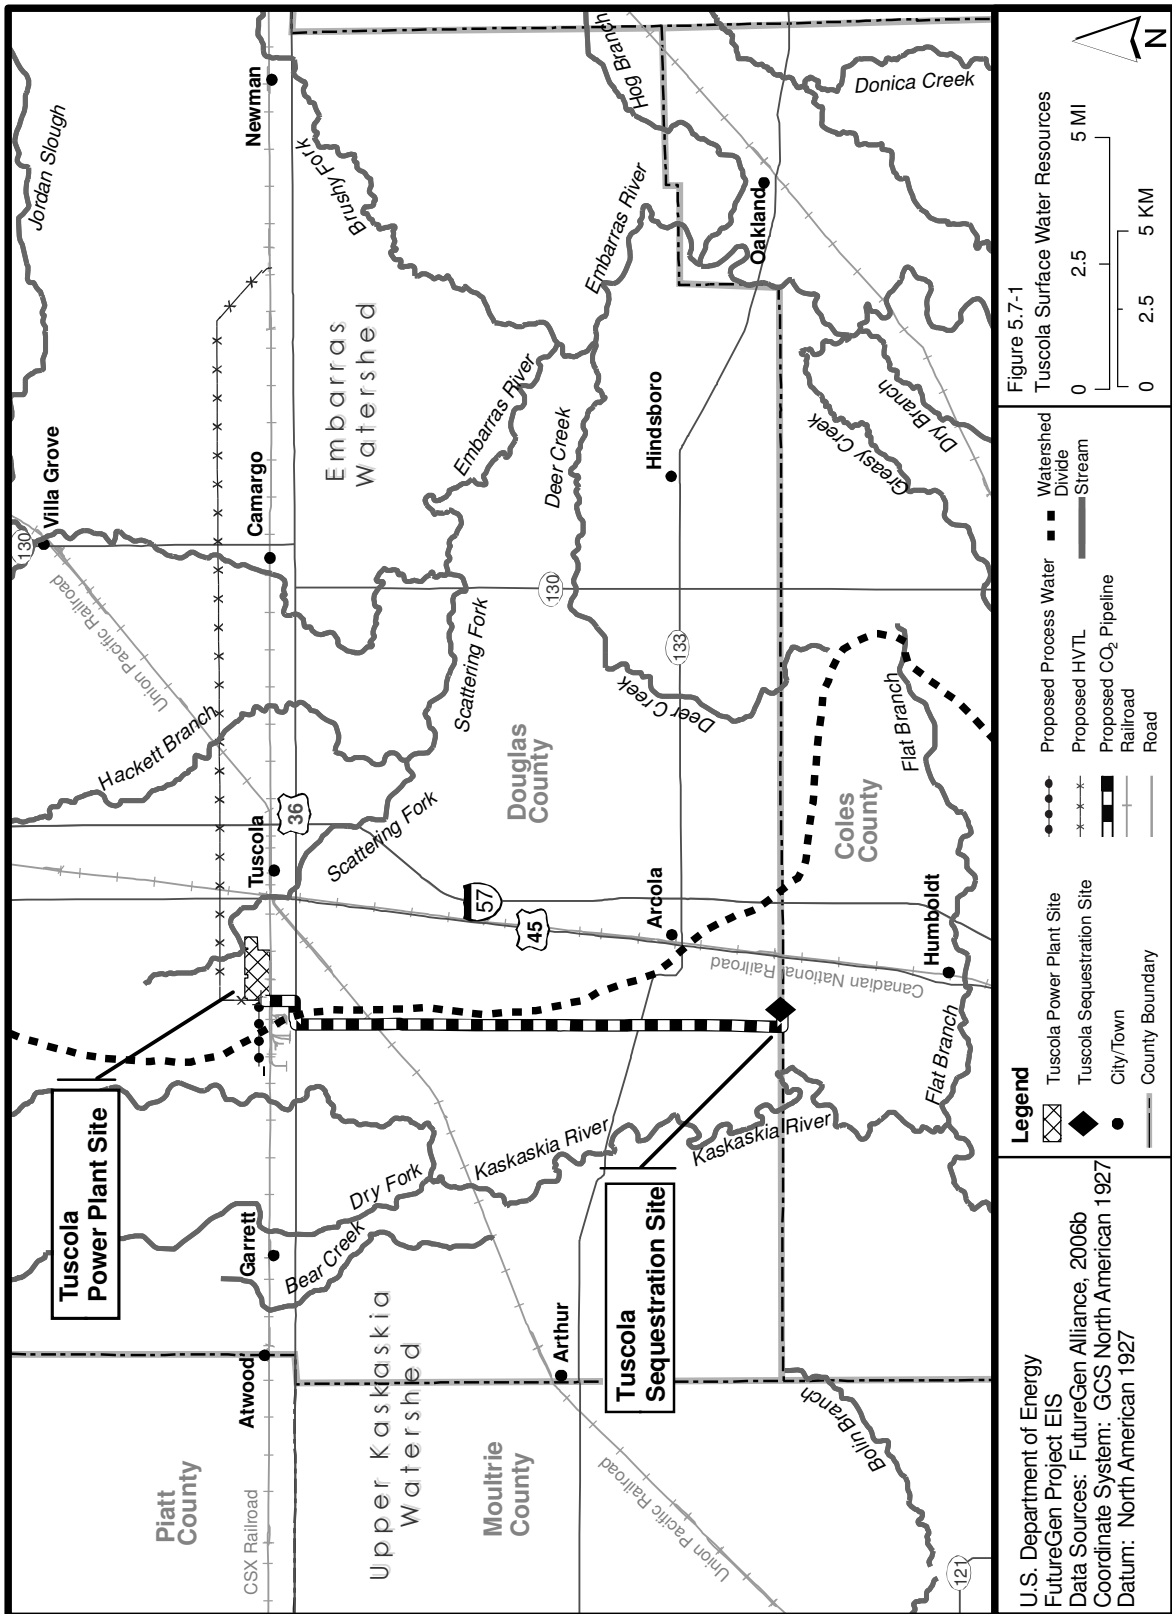 Jordan Slough
Newman
Brushy Fork
Hog Branch
Donica Creek
Villa Grove
130
Union Pacific Railroad
Camargo
Embarras
Watershed
Embarras River
Embarras River
Oakland
Hackett Branch
Deer Creek
Hindsboro
Greasy Creek
Dry Branch
130
133
Scattering Fork
Deer Creek
Flat Branch
Tuscola
36
Scattering Fork
Douglas
County
Coles
County
57
45
Arcola
Humboldt
Canadian National Railroad
Tuscola
Power Plant Site
Kaskaskia River
Kaskaskia River
Flat Branch
Dry Fork
Garrett
Bear Creek
Tuscola
Sequestration Site
Atwood
Arthur
Upper Kaskaskia
Watershed
Piatt
County
CSX Railroad
Moultrie
County
Union Pacific Railroad
Bolin Branch
121
U.S. Department of Energy
FutureGen Project EIS
Data Sources: FutureGen Alliance, 2006b
Coordinate System: GCS North American 1927
Datum: North American 1927
Legend
Tuscola Power Plant Site
Tuscola Sequestration Site
City/Town
County Boundary
Proposed Process Water
Proposed HVTL
Proposed CO2 Pipeline
Railroad
Road
Watershed
Divide
Stream
Figure 5.7-1
Tuscola Surface Water Resources
0 2.5 5 MI
0 2.5 5 KM
N